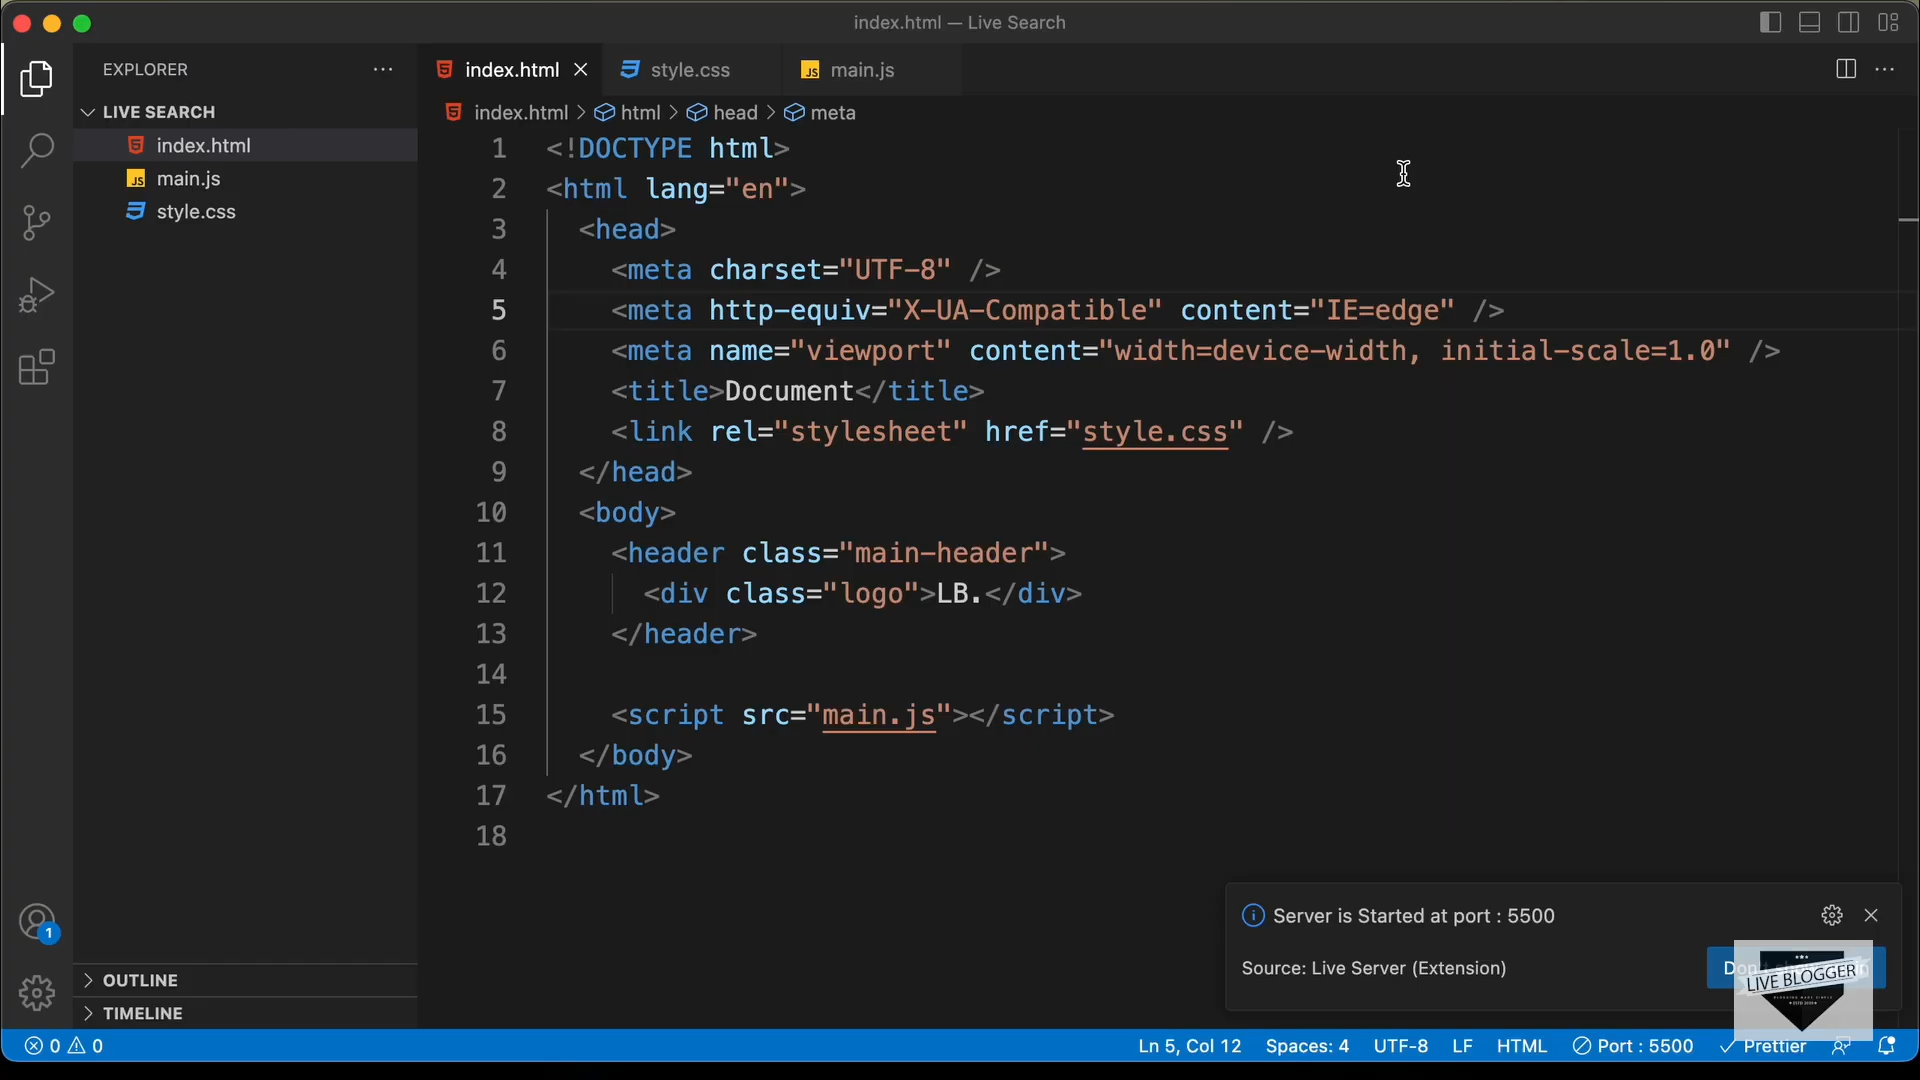 index.html — Live Search
EXPLORER
LIVE SEARCH
index.html
main.js
style.css
OUTLINE
TIMELINE
index.html
style.css
main.js
index.html > html > head > meta
1 <!DOCTYPE html>
2 <html lang="en">
3 <head>
4 <meta charset="UTF-8" />
5 <meta http-equiv="X-UA-Compatible" content="IE=edge" />
6 <meta name="viewport" content="width=device-width, initial-scale=1.0" />
7 <title>Document</title>
8 <link rel="stylesheet" href="style.css" />
9 </head>
10 <body>
11 <header class="main-header">
12 <div class="logo">LB.</div>
13 </header>
14
15 <script src="main.js"></script>
16 </body>
17 </html>
18
Server is Started at port : 5500
Source: Live Server (Extension)
LIVE BLOGGER
1
0 0
Ln 5, Col 12
Spaces: 4
UTF-8
LF
HTML
Port : 5500
Prettier